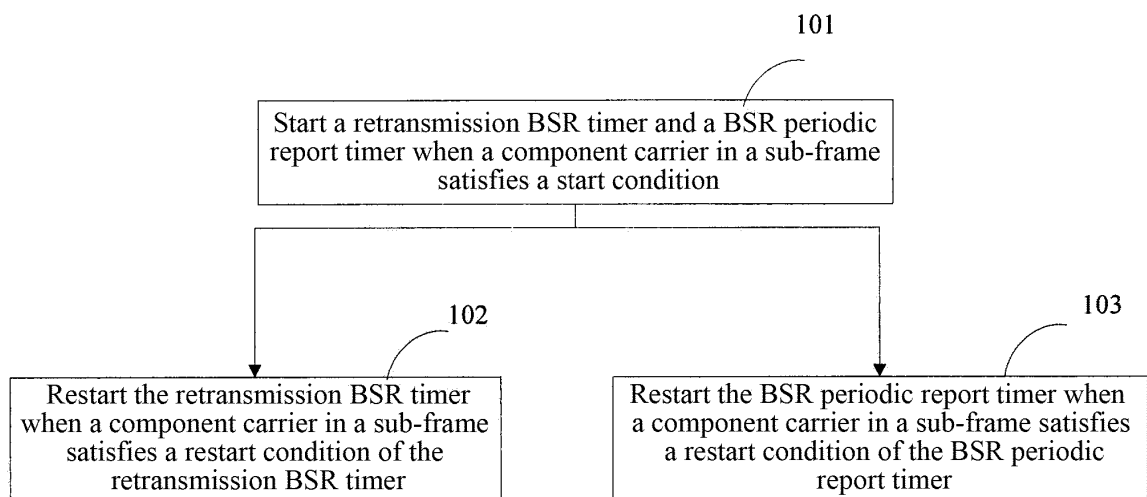 101
Start a retransmission BSR timer and a BSR periodic
report timer when a component carrier in a sub-frame
satisfies a start condition
102
Restart the retransmission BSR timer
when a component carrier in a sub-frame
satisfies a restart condition of the
retransmission BSR timer
103
Restart the BSR periodic report timer when
a component carrier in a sub-frame satisfies
a restart condition of the BSR periodic
report timer